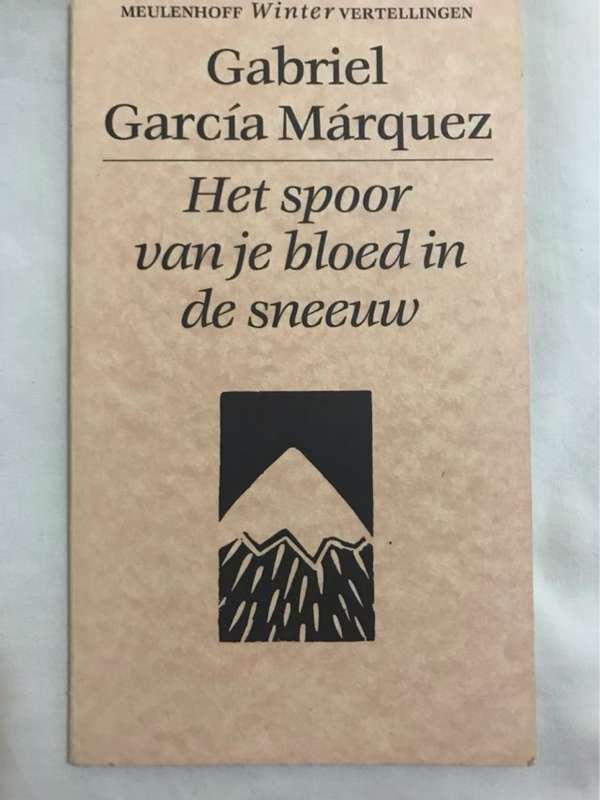 MEULENHOFF Winter VERTELLINGEN
Gabriel
García Márquez
Het spoor
van je bloed in
de sneeuw